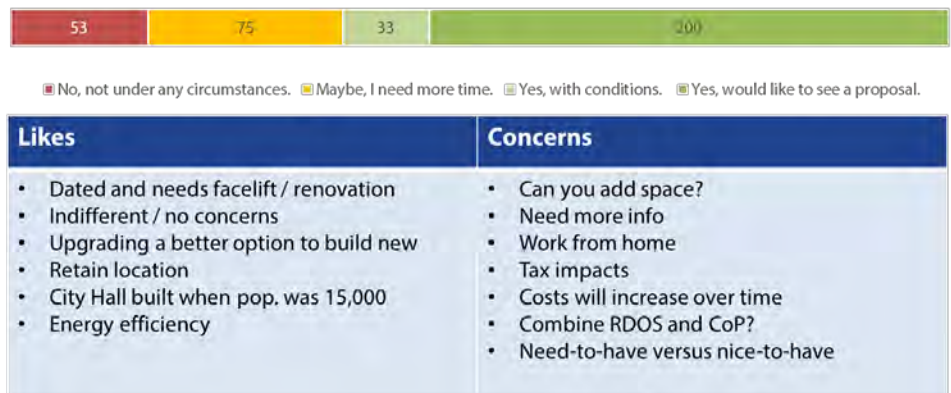 53 75 33 200
No, not under any circumstances. Maybe, I need more time. Yes, with conditions. Yes, would like to see a proposal.
Likes
• Dated and needs facelift / renovation
• Indifferent / no concerns
• Upgrading a better option to build new
• Retain location
• City Hall built when pop. was 15,000
• Energy efficiency
Concerns
• Can you add space?
• Need more info
• Work from home
• Tax impacts
• Costs will increase over time
• Combine RDOS and CoP?
• Need-to-have versus nice-to-have